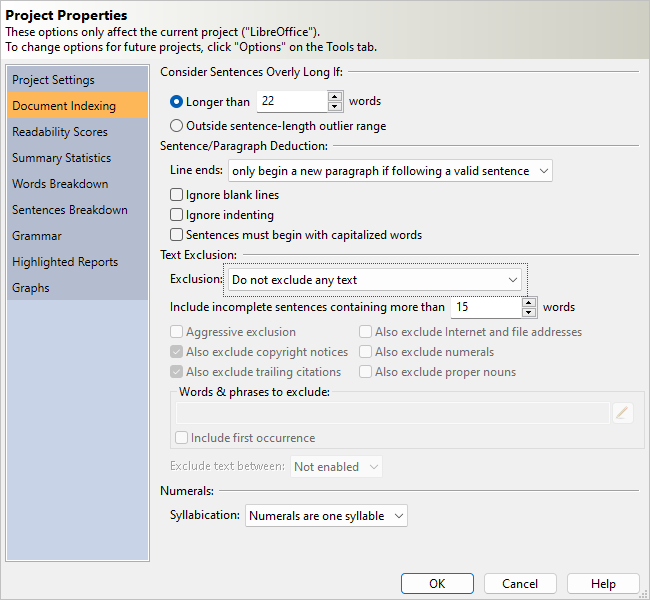 Project Properties
These options only affect the current project ("LibreOffice").
To change options for future projects, click "Options" on the Tools tab.
Project Settings
Document Indexing
Readability Scores
Summary Statistics
Words Breakdown
Sentences Breakdown
Grammar
Highlighted Reports
Graphs
Consider Sentences Overly Long If:
Longer than 22 words
Outside sentence-length outlier range
Sentence/Paragraph Deduction:
Line ends: only begin a new paragraph if following a valid sentence
Ignore blank lines
Ignore indenting
Sentences must begin with capitalized words
Text Exclusion:
Exclusion: Do not exclude any text
Include incomplete sentences containing more than 15 words
Aggressive exclusion Also exclude Internet and file addresses
Also exclude copyright notices Also exclude numerals
Also exclude trailing citations Also exclude proper nouns
Words & phrases to exclude:
Include first occurrence
Exclude text between: Not enabled
Numerals:
Syllabication: Numerals are one syllable
OK Cancel Help